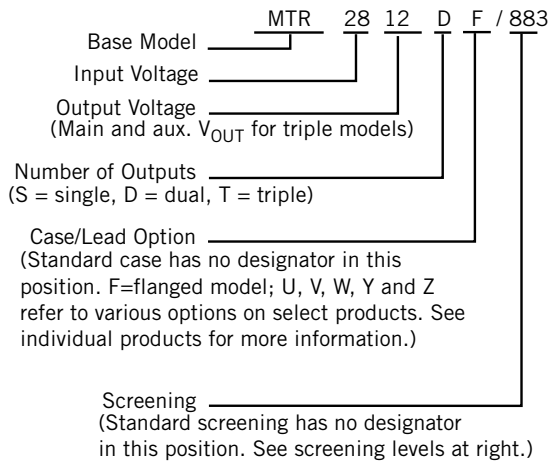 MTR 28 12 D F / 883
Base Model
Input Voltage
Output Voltage
(Main and aux. VOUT for triple models)
Number of Outputs
(S = single, D = dual, T = triple)
Case/Lead Option
(Standard case has no designator in this
position. F=flanged model; U, V, W, Y and Z
refer to various options on select products. See
individual products for more information.)
Screening
(Standard screening has no designator
in this position. See screening levels at right.)